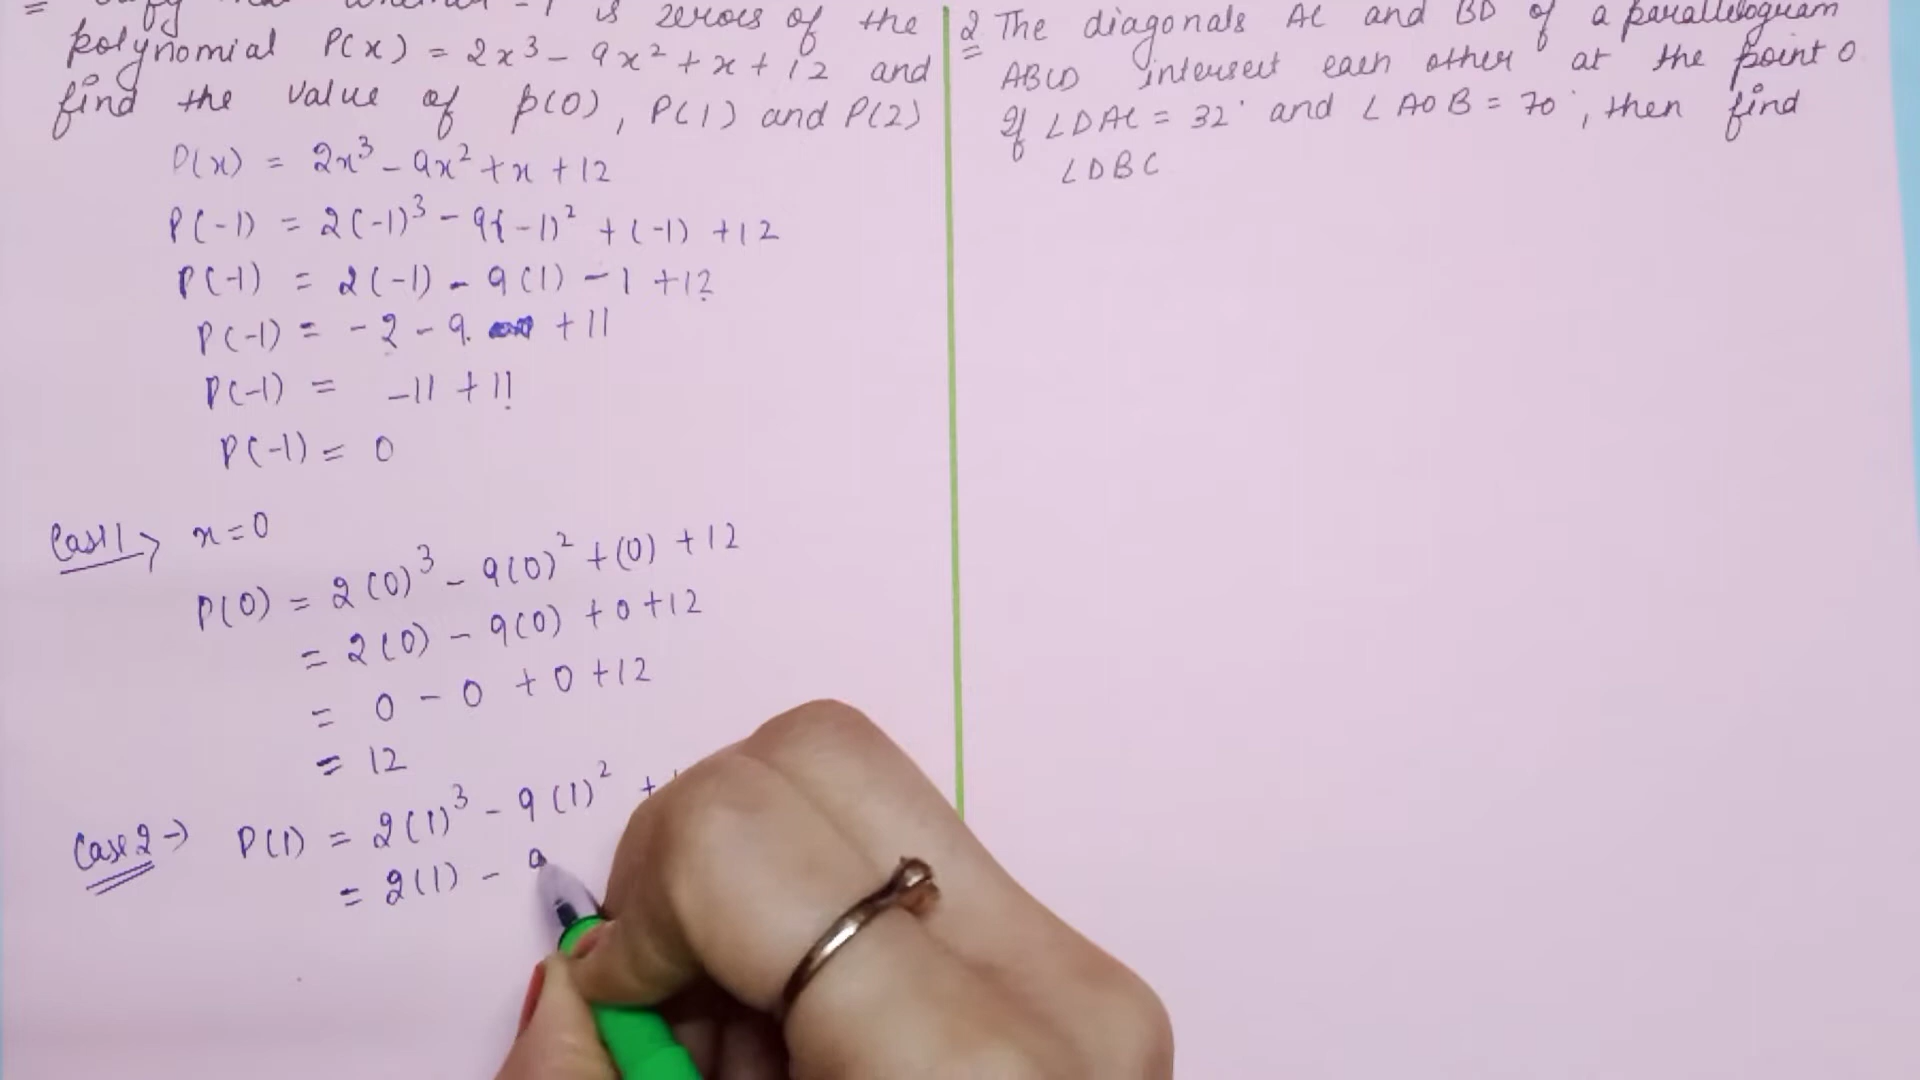 is zeroes of the
polynomial P(x) = 2x³ - 9x² + x + 12 and
find the value of p(0), P(1) and P(2)
P(x) = 2x³ - 9x² + x + 12
P(-1) = 2(-1)³ - 9(-1)² + (-1) + 12
P(-1) = 2(-1) - 9(1) - 1 + 12
P(-1) = -2 - 9 + 11
P(-1) = -11 + 11
P(-1) = 0
Case 1 → x = 0
P(0) = 2(0)³ - 9(0)² + (0) + 12
= 2(0) - 9(0) + 0 + 12
= 0 - 0 + 0 + 12
= 12
Case 2 → P(1) = 2(1)³ - 9(1)² +
= 2(1) - 9
2 The diagonals AC and BD of a parallelogram
ABCD intersect each other at the point O
If ∠DAC = 32° and ∠AOB = 70°, then find
∠DBC